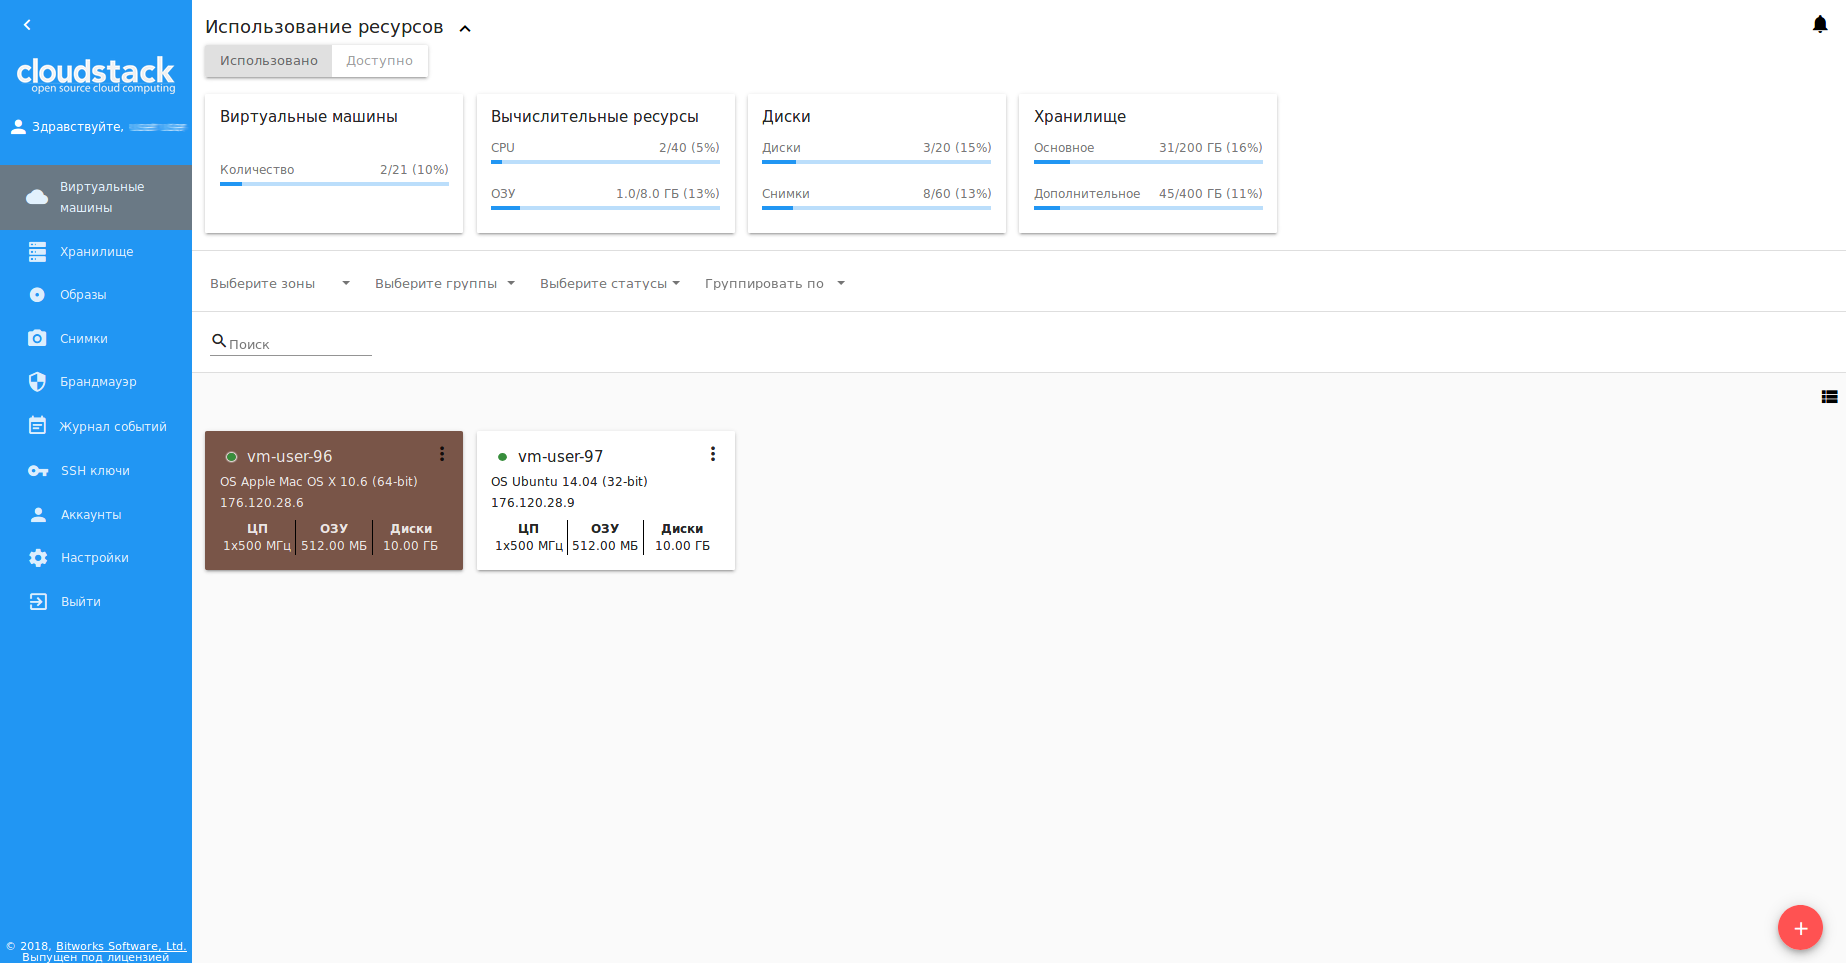 cloudstack
open source cloud computing
Здравствуйте,
Виртуальные
машины
Хранилище
Образы
Снимки
Брандмауэр
Журнал событий
SSH ключи
Аккаунты
Настройки
Выйти
© 2018, Bitworks Software, Ltd.
Выпущен под лицензией
Использование ресурсов
Использовано
Доступно
Виртуальные машины
Количество 2/21 (10%)
Вычислительные ресурсы
CPU 2/40 (5%)
ОЗУ 1.0/8.0 ГБ (13%)
Диски
Диски 3/20 (15%)
Снимки 8/60 (13%)
Хранилище
Основное 31/200 ГБ (16%)
Дополнительное 45/400 ГБ (11%)
Выберите зоны
Выберите группы
Выберите статусы
Группировать по
Поиск
vm-user-96
OS Apple Mac OS X 10.6 (64-bit)
176.120.28.6
ЦП ОЗУ Диски
1x500 МГц 512.00 МБ 10.00 ГБ
vm-user-97
OS Ubuntu 14.04 (32-bit)
176.120.28.9
ЦП ОЗУ Диски
1x500 МГц 512.00 МБ 10.00 ГБ